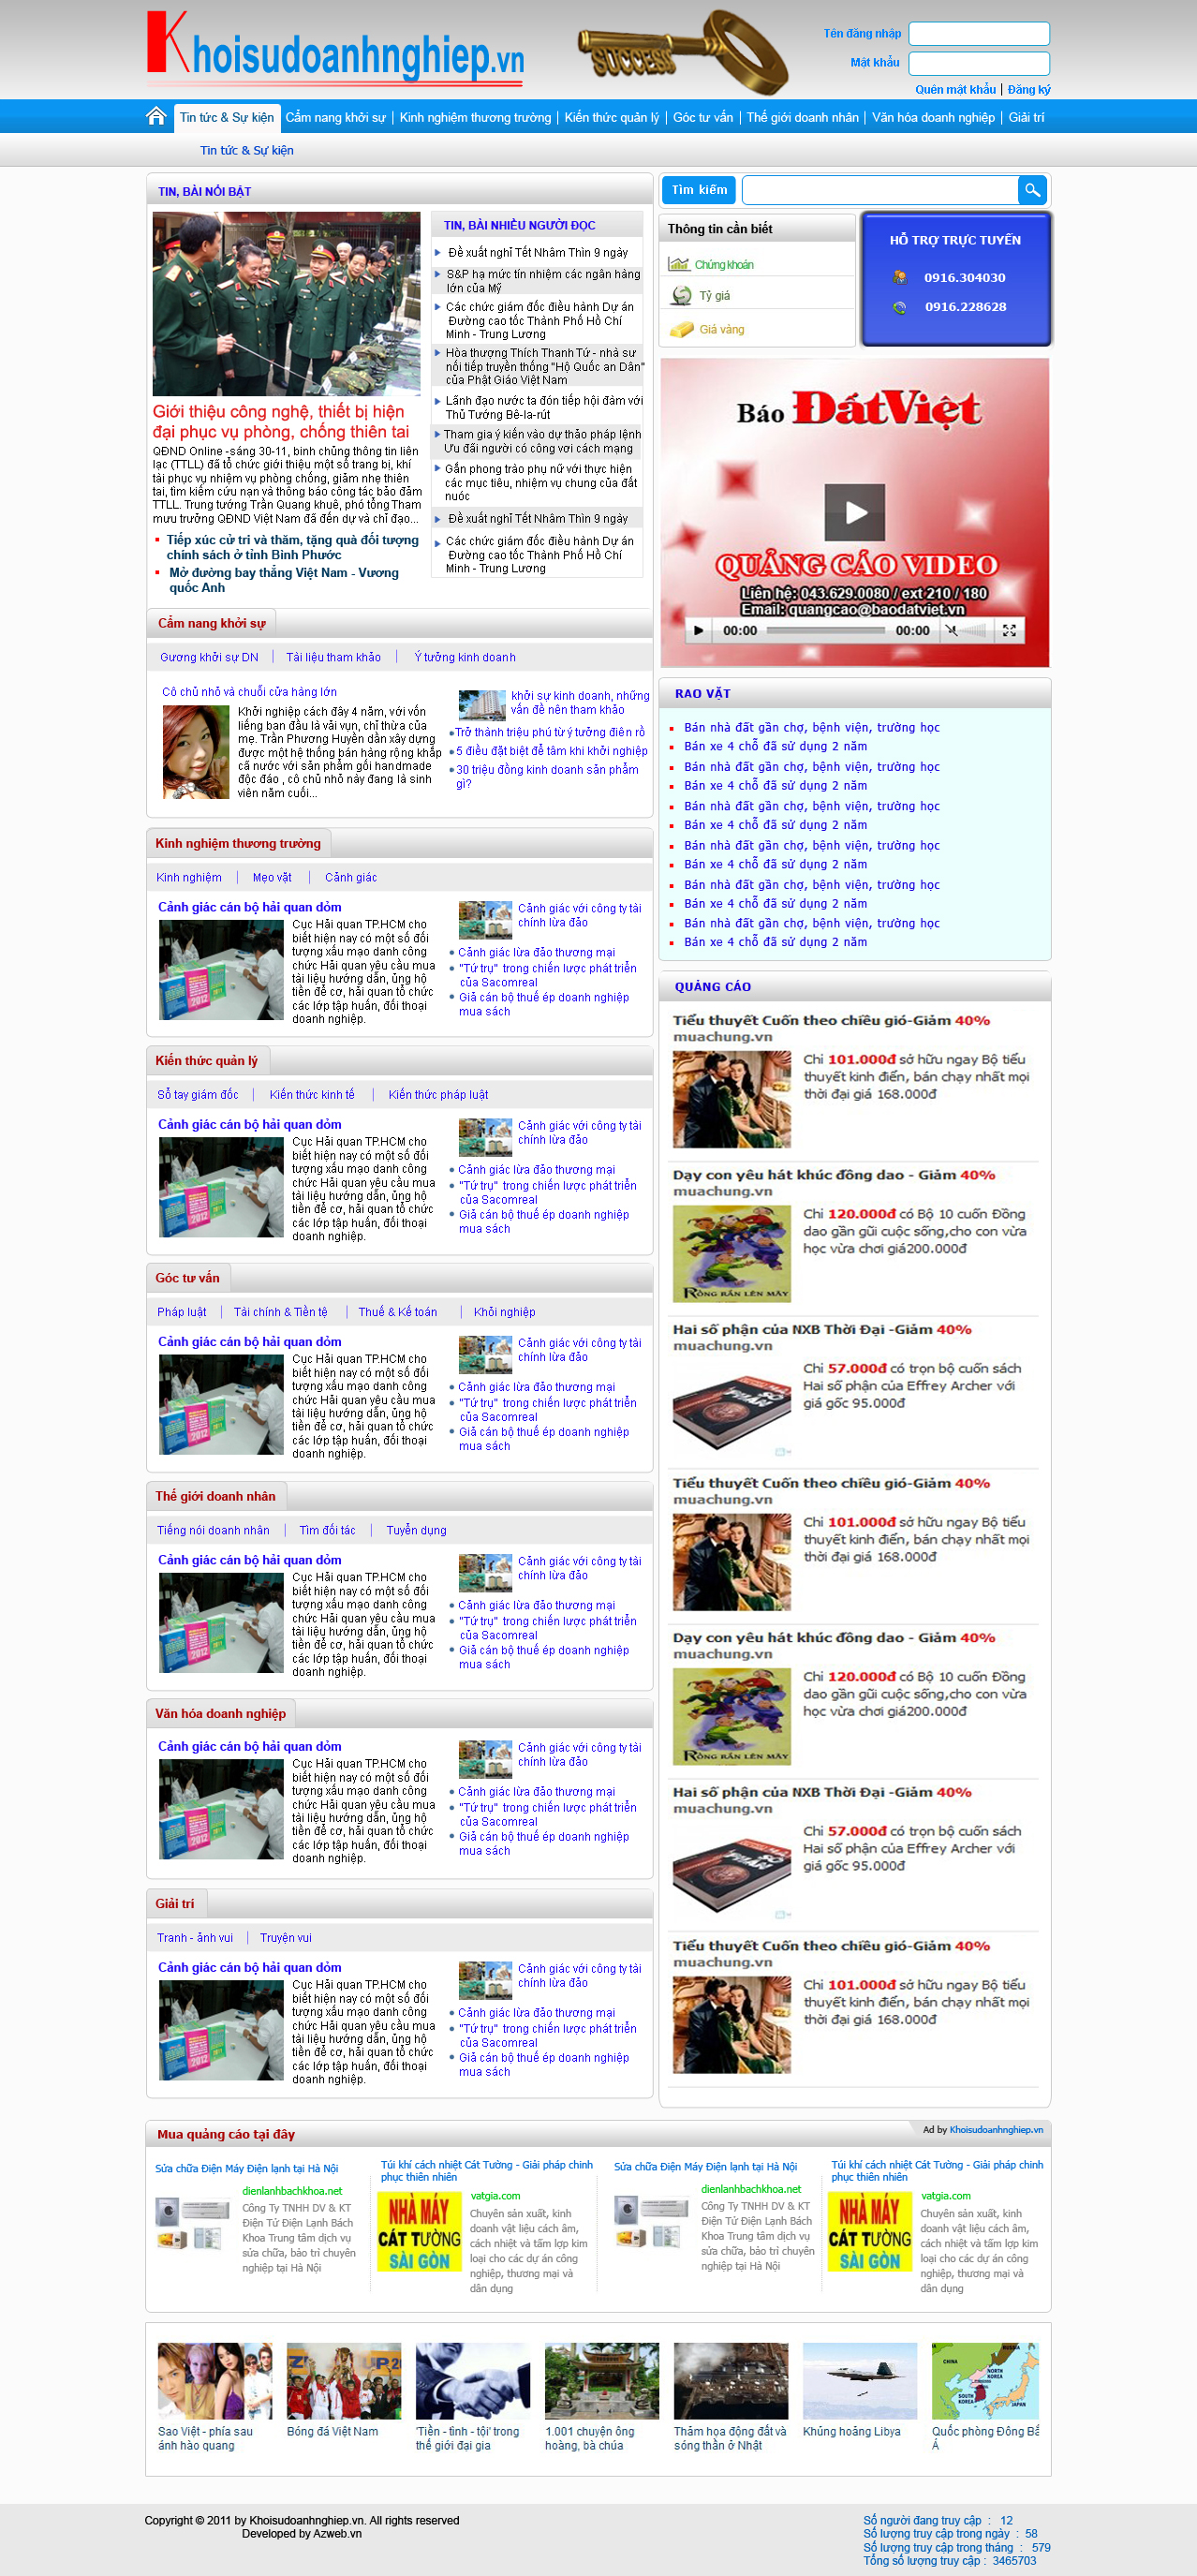 Khoisudoanhnghiep.vn
SUCCESS
Tên đăng nhập
Mật khẩu
Quên mật khẩu | Đăng ký
Tin tức & Sự kiện | Cẩm nang khởi sự | Kinh nghiệm thương trường | Kiến thức quản lý | Góc tư vấn | Thế giới doanh nhân | Văn hóa doanh nghiệp | Giải trí
Tin tức & Sự kiện
TIN, BÀI NỔI BẬT
Giới thiệu công nghệ, thiết bị hiện
đại phục vụ phòng, chống thiên tai
QĐND Online -sáng 30-11, binh chủng thông tin liên
lạc (TTLL) đã tổ chức giới thiệu một số trang bị, khí
tài phục vụ nhiệm vụ phòng chống, giảm nhẹ thiên
tai, tìm kiếm cứu nạn và thông báo công tác bảo đảm
TTLL. Trung tướng Trần Quang khuê, phó tổng Tham
mưu trưởng QĐND Việt Nam đã đến dự và chỉ đạo...
Tiếp xúc cử tri và thăm, tặng quà đối tượng
chính sách ở tỉnh Bình Phước
Mở đường bay thẳng Việt Nam - Vương
quốc Anh
TIN, BÀI NHIỀU NGƯỜI ĐỌC
Đề xuất nghỉ Tết Nhâm Thìn 9 ngày
S&P hạ mức tín nhiệm các ngân hàng
lớn của Mỹ
Các chức giám đốc điều hành Dự án
Đường cao tốc Thành Phố Hồ Chí
Minh - Trung Lương
Hòa thượng Thích Thanh Tứ - nhà sư
nối tiếp truyền thống "Hộ Quốc an Dân"
của Phật Giáo Việt Nam
Lãnh đạo nước ta đón tiếp hội đàm với
Thủ Tướng Bê-la-rút
Tham gia ý kiến vào dự thảo pháp lệnh
Ưu đãi người có công với cách mạng
Gắn phong trào phụ nữ với thực hiện
các mục tiêu, nhiệm vụ chung của đất
nước
Đề xuất nghỉ Tết Nhâm Thìn 9 ngày
Các chức giám đốc điều hành Dự án
Đường cao tốc Thành Phố Hồ Chí
Minh - Trung Lương
Cẩm nang khởi sự
Gương khởi sự DN | Tài liệu tham khảo | Ý tưởng kinh doanh
Cô chủ nhỏ và chuỗi cửa hàng lớn
Khởi nghiệp cách đây 4 năm, với vốn
liếng ban đầu là vải vụn, chỉ thừa của
mẹ. Trần Phương Huyền dần xây dựng
được một hệ thống bán hàng rộng khắp
cả nước với sản phẩm gối handmade
độc đáo , cô chủ nhỏ này đang là sinh
viên năm cuối...
khởi sự kinh doanh, những
vấn đề nên tham khảo
Trở thành triệu phú từ ý tưởng điên rồ
5 điều đặt biệt để tâm khi khởi nghiệp
30 triệu đồng kinh doanh sản phẩm
gì?
Kinh nghiệm thương trường
Kinh nghiệm | Mẹo vặt | Cảnh giác
Cảnh giác cán bộ hải quan dỏm
Cục Hải quan TP.HCM cho
biết hiện nay có một số đối
tượng xấu mạo danh công
chức Hải quan yêu cầu mua
tài liệu hướng dẫn, ủng hộ
tiền để cơ, hải quan tổ chức
các lớp tập huấn, đối thoại
doanh nghiệp.
Cảnh giác với công ty tài
chính lừa đảo
Cảnh giác lừa đảo thương mại
"Tứ trụ" trong chiến lược phát triển
của Sacomreal
Giả cán bộ thuế ép doanh nghiệp
mua sách
Kiến thức quản lý
Sổ tay giám đốc | Kiến thức kinh tế | Kiến thức pháp luật
Cảnh giác cán bộ hải quan dỏm
Cục Hải quan TP.HCM cho
biết hiện nay có một số đối
tượng xấu mạo danh công
chức Hải quan yêu cầu mua
tài liệu hướng dẫn, ủng hộ
tiền để cơ, hải quan tổ chức
các lớp tập huấn, đối thoại
doanh nghiệp.
Cảnh giác với công ty tài
chính lừa đảo
Cảnh giác lừa đảo thương mại
"Tứ trụ" trong chiến lược phát triển
của Sacomreal
Giả cán bộ thuế ép doanh nghiệp
mua sách
Góc tư vấn
Pháp luật | Tài chính & Tiền tệ | Thuế & Kế toán | Khỏi nghiệp
Cảnh giác cán bộ hải quan dỏm
Cục Hải quan TP.HCM cho
biết hiện nay có một số đối
tượng xấu mạo danh công
chức Hải quan yêu cầu mua
tài liệu hướng dẫn, ủng hộ
tiền để cơ, hải quan tổ chức
các lớp tập huấn, đối thoại
doanh nghiệp.
Cảnh giác với công ty tài
chính lừa đảo
Cảnh giác lừa đảo thương mại
"Tứ trụ" trong chiến lược phát triển
của Sacomreal
Giả cán bộ thuế ép doanh nghiệp
mua sách
Thế giới doanh nhân
Tiếng nói doanh nhân | Tìm đối tác | Tuyển dụng
Cảnh giác cán bộ hải quan dỏm
Cục Hải quan TP.HCM cho
biết hiện nay có một số đối
tượng xấu mạo danh công
chức Hải quan yêu cầu mua
tài liệu hướng dẫn, ủng hộ
tiền để cơ, hải quan tổ chức
các lớp tập huấn, đối thoại
doanh nghiệp.
Cảnh giác với công ty tài
chính lừa đảo
Cảnh giác lừa đảo thương mại
"Tứ trụ" trong chiến lược phát triển
của Sacomreal
Giả cán bộ thuế ép doanh nghiệp
mua sách
Văn hóa doanh nghiệp
Cảnh giác cán bộ hải quan dỏm
Cục Hải quan TP.HCM cho
biết hiện nay có một số đối
tượng xấu mạo danh công
chức Hải quan yêu cầu mua
tài liệu hướng dẫn, ủng hộ
tiền để cơ, hải quan tổ chức
các lớp tập huấn, đối thoại
doanh nghiệp.
Cảnh giác với công ty tài
chính lừa đảo
Cảnh giác lừa đảo thương mại
"Tứ trụ" trong chiến lược phát triển
của Sacomreal
Giả cán bộ thuế ép doanh nghiệp
mua sách
Giải trí
Tranh - ảnh vui | Truyện vui
Cảnh giác cán bộ hải quan dỏm
Cục Hải quan TP.HCM cho
biết hiện nay có một số đối
tượng xấu mạo danh công
chức Hải quan yêu cầu mua
tài liệu hướng dẫn, ủng hộ
tiền để cơ, hải quan tổ chức
các lớp tập huấn, đối thoại
doanh nghiệp.
Cảnh giác với công ty tài
chính lừa đảo
Cảnh giác lừa đảo thương mại
"Tứ trụ" trong chiến lược phát triển
của Sacomreal
Giả cán bộ thuế ép doanh nghiệp
mua sách
Tìm kiếm
Thông tin cần biết
Chứng khoán
Tỷ giá
Giá vàng
HỖ TRỢ TRỰC TUYẾN
0916.304030
0916.228628
Báo ĐấtViệt
QUẢNG CÁO VIDEO
Liên hệ: 043.629.0080 / ext 210 / 180
Email: quangcao@baodatviet.vn
00:00 00:00
RAO VẶT
Bán nhà đất gần chợ, bệnh viện, trường học
Bán xe 4 chỗ đã sử dụng 2 năm
Bán nhà đất gần chợ, bệnh viện, trường học
Bán xe 4 chỗ đã sử dụng 2 năm
Bán nhà đất gần chợ, bệnh viện, trường học
Bán xe 4 chỗ đã sử dụng 2 năm
Bán nhà đất gần chợ, bệnh viện, trường học
Bán xe 4 chỗ đã sử dụng 2 năm
Bán nhà đất gần chợ, bệnh viện, trường học
Bán xe 4 chỗ đã sử dụng 2 năm
Bán nhà đất gần chợ, bệnh viện, trường học
Bán xe 4 chỗ đã sử dụng 2 năm
QUẢNG CÁO
Tiểu thuyết Cuốn theo chiều gió-Giảm 40%
muachung.vn
Chỉ 101.000đ sở hữu ngay Bộ tiểu
thuyết kinh điển, bán chạy nhất mọi
thời đại giá 168.000đ
Dạy con yêu hát khúc đồng dao - Giảm 40%
muachung.vn
Chỉ 120.000đ có Bộ 10 cuốn Đồng
dao gần gũi cuộc sống,cho con vừa
học vừa chơi giá200.000đ
RỒNG RẮN LÊN MÂY
Hai số phận của NXB Thời Đại -Giảm 40%
muachung.vn
Chỉ 57.000đ có trọn bộ cuốn sách
Hai số phận của Effrey Archer với
giá gốc 95.000đ
Tiểu thuyết Cuốn theo chiều gió-Giảm 40%
muachung.vn
Chỉ 101.000đ sở hữu ngay Bộ tiểu
thuyết kinh điển, bán chạy nhất mọi
thời đại giá 168.000đ
Dạy con yêu hát khúc đồng dao - Giảm 40%
muachung.vn
Chỉ 120.000đ có Bộ 10 cuốn Đồng
dao gần gũi cuộc sống,cho con vừa
học vừa chơi giá200.000đ
RỒNG RẮN LÊN MÂY
Hai số phận của NXB Thời Đại -Giảm 40%
muachung.vn
Chỉ 57.000đ có trọn bộ cuốn sách
Hai số phận của Effrey Archer với
giá gốc 95.000đ
Tiểu thuyết Cuốn theo chiều gió-Giảm 40%
muachung.vn
Chỉ 101.000đ sở hữu ngay Bộ tiểu
thuyết kinh điển, bán chạy nhất mọi
thời đại giá 168.000đ
Mua quảng cáo tại đây
Ad by Khoisudoanhnghiep.vn
Sửa chữa Điện Máy Điện lạnh tại Hà Nội
dienlanhbachkhoa.net
Công Ty TNHH DV & KT
Điện Tử Điện Lạnh Bách
Khoa Trung tâm dịch vụ
sửa chữa, bảo trì chuyên
nghiệp tại Hà Nội
Túi khí cách nhiệt Cát Tường - Giải pháp chinh
phục thiên nhiên
NHÀ MÁY
CÁT TƯỜNG
SÀI GÒN
vatgia.com
Chuyên sản xuất, kinh
doanh vật liệu cách âm,
cách nhiệt và tấm lợp kim
loại cho các dự án công
nghiệp, thương mại và
dân dụng
Sửa chữa Điện Máy Điện lạnh tại Hà Nội
dienlanhbachkhoa.net
Công Ty TNHH DV & KT
Điện Tử Điện Lạnh Bách
Khoa Trung tâm dịch vụ
sửa chữa, bảo trì chuyên
nghiệp tại Hà Nội
Túi khí cách nhiệt Cát Tường - Giải pháp chinh
phục thiên nhiên
NHÀ MÁY
CÁT TƯỜNG
SÀI GÒN
vatgia.com
Chuyên sản xuất, kinh
doanh vật liệu cách âm,
cách nhiệt và tấm lợp kim
loại cho các dự án công
nghiệp, thương mại và
dân dụng
Sao Việt - phía sau
ánh hào quang
Bóng đá Việt Nam
'Tiền - tình - tội' trong
thế giới đại gia
1.001 chuyện ông
hoàng, bà chúa
Thảm họa động đất và
sóng thần ở Nhật
Khủng hoảng Libya
CHINA
RUSSIA
NORTH
KOREA
SOUTH
KOREA
JAPAN
Quốc phòng Đông Bắ
Á
Copyright © 2011 by Khoisudoanhnghiep.vn. All rights reserved
Developed by Azweb.vn
Số người đang truy cập : 12
Số lượng truy cập trong ngày : 58
Số lượng truy cập trong tháng : 579
Tổng số lượng truy cập : 3465703